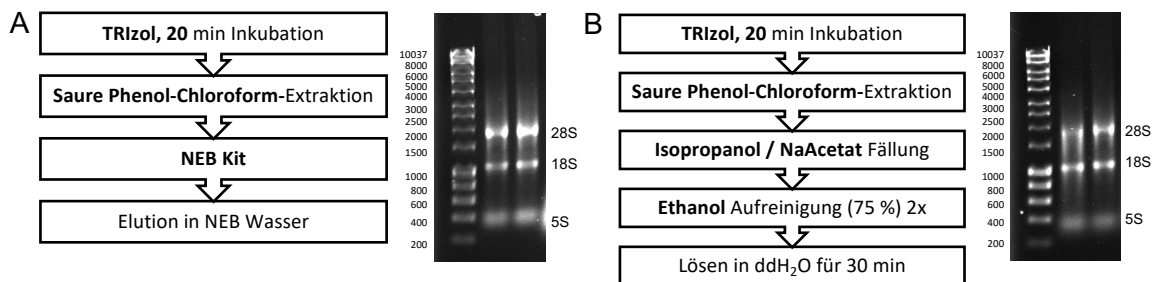 A
TRIzol, 20 min Inkubation
Saure Phenol-Chloroform-Extraktion
NEB Kit
Elution in NEB Wasser
10037
8000
6000
5000
4000
3000
2500
2000
1500
1000
800
600
400
200
28S
18S
5S
B
TRIzol, 20 min Inkubation
Saure Phenol-Chloroform-Extraktion
Isopropanol / NaAcetat Fällung
Ethanol Aufreinigung (75 %) 2x
Lösen in ddH₂O für 30 min
10037
8000
6000
5000
4000
3000
2500
2000
1500
1000
800
600
400
200
28S
18S
5S